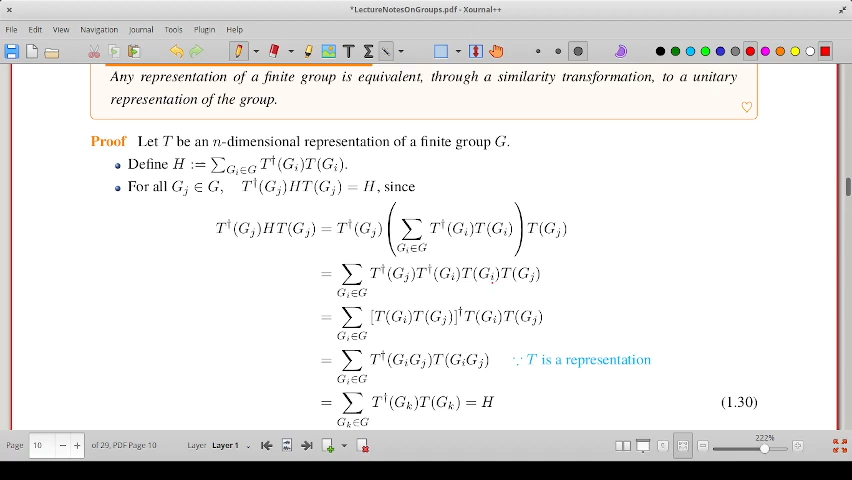 *LectureNotesOnGroups.pdf - Xournal++
File Edit View Navigation Journal Tools Plugin Help
Any representation of a finite group is equivalent, through a similarity transformation, to a unitary
representation of the group.
Proof Let T be an n-dimensional representation of a finite group G.
• Define H := ∑_{G_i∈G} T†(G_i)T(G_i).
• For all G_j ∈ G, T†(G_j)HT(G_j) = H, since
T†(G_j)HT(G_j) = T†(G_j) ( ∑_{G_i∈G} T†(G_i)T(G_i) ) T(G_j)
= ∑_{G_i∈G} T†(G_j)T†(G_i)T(G_i)T(G_j)
= ∑_{G_i∈G} [T(G_i)T(G_j)]† T(G_i)T(G_j)
= ∑_{G_i∈G} T†(G_iG_j)T(G_iG_j) ∵ T is a representation
= ∑_{G_k∈G} T†(G_k)T(G_k) = H (1.30)
Page 10 of 29, PDF Page 10 Layer Layer 1 222%